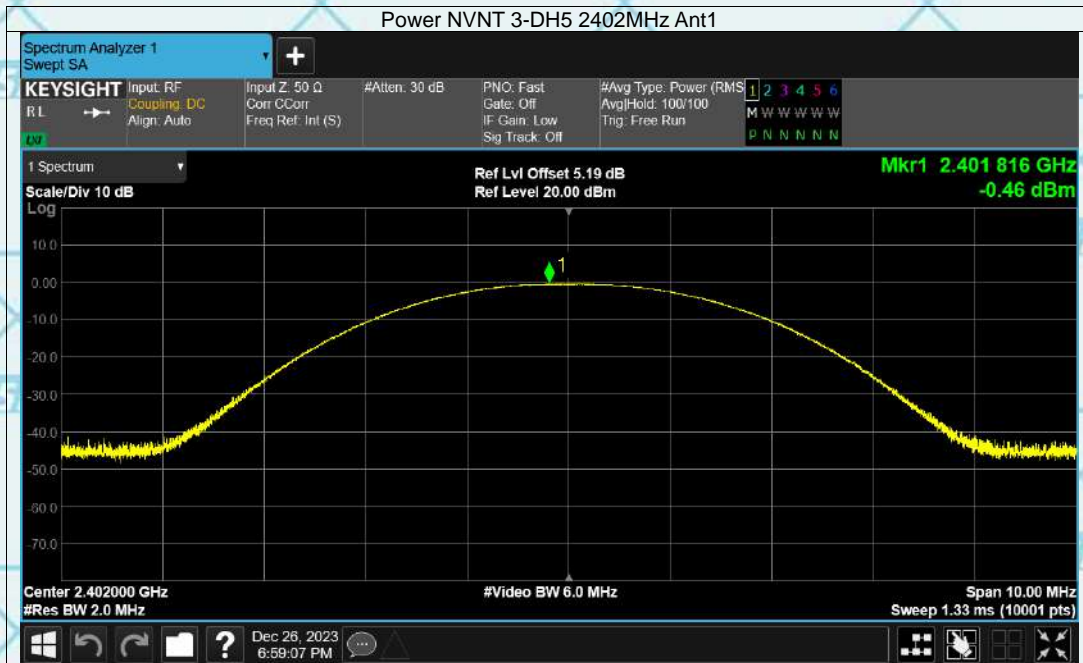 Power NVNT 3-DH5 2402MHz Ant1
Spectrum Analyzer 1
Swept SA
+
KEYSIGHT
R L
LXI
Input: RF
Coupling: DC
Align: Auto
Input Z: 50 Ω
Corr CCorr
Freq Ref: Int (S)
#Atten: 30 dB
PNO: Fast
Gate: Off
IF Gain: Low
Sig Track: Off
#Avg Type: Power (RMS
Avg|Hold: 100/100
Trig: Free Run
1 2 3 4 5 6
M W W W W W
P N N N N N
1 Spectrum
Scale/Div 10 dB
Log
Ref Lvl Offset 5.19 dB
Ref Level 20.00 dBm
Mkr1 2.401 816 GHz
-0.46 dBm
10.0
0.00
-10.0
-20.0
-30.0
-40.0
-50.0
-60.0
-70.0
1
Center 2.402000 GHz
#Res BW 2.0 MHz
#Video BW 6.0 MHz
Span 10.00 MHz
Sweep 1.33 ms (10001 pts)
?
Dec 26, 2023
6:59:07 PM